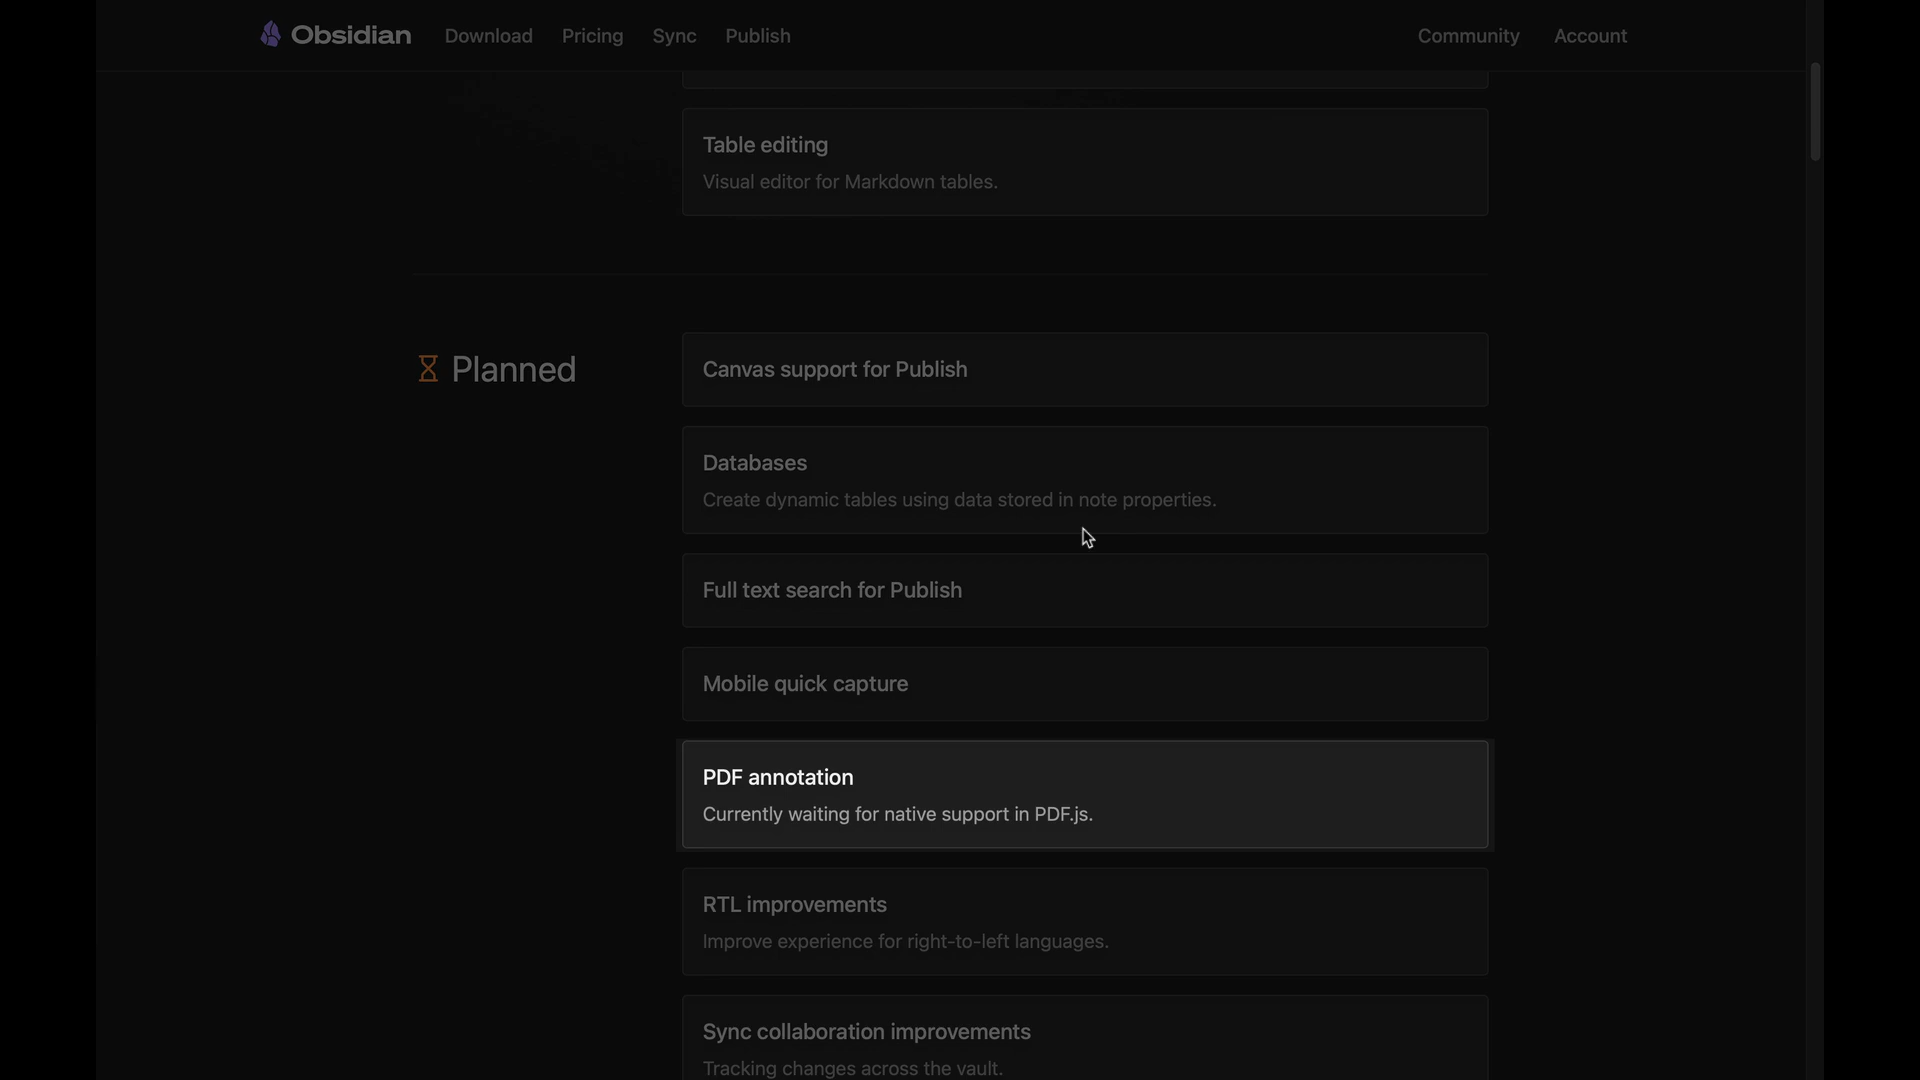 Obsidian Download Pricing Sync Publish Community Account
Table editing
Visual editor for Markdown tables.
Planned
Canvas support for Publish
Databases
Create dynamic tables using data stored in note properties.
Full text search for Publish
Mobile quick capture
PDF annotation
Currently waiting for native support in PDF.js.
RTL improvements
Improve experience for right-to-left languages.
Sync collaboration improvements
Tracking changes across the vault.